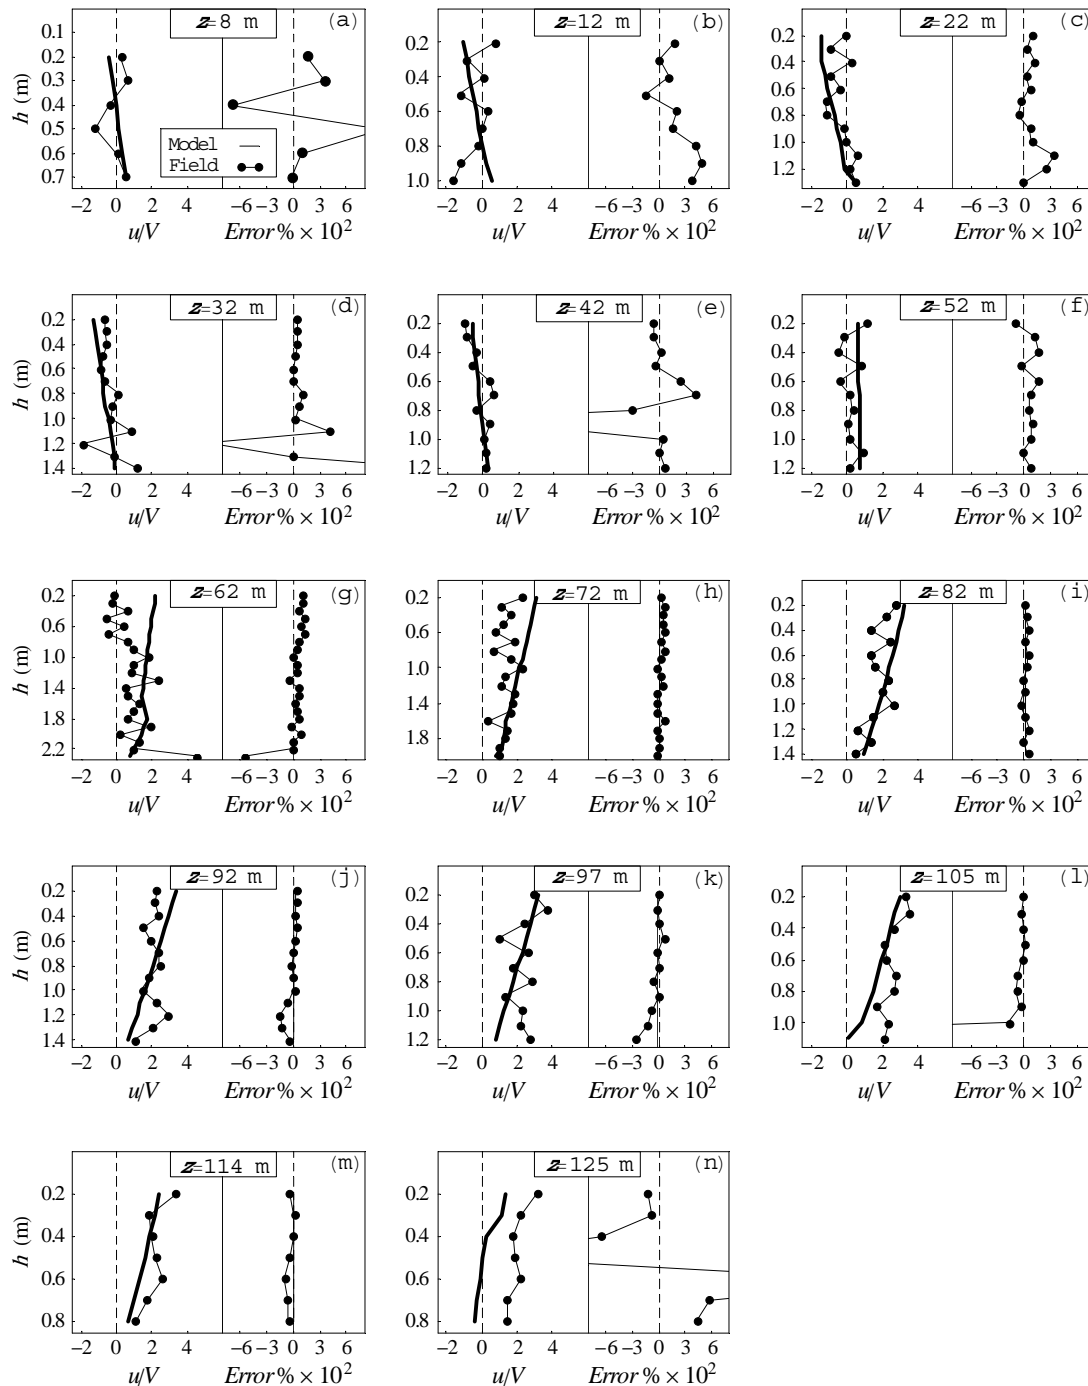 z=8 m (a)
0.1
0.2
0.3
0.4
0.5
0.6
0.7
h (m)
Model
Field
−2 0 2 4 −6−3 0 3 6
u/V Error % × 10²
z=12 m (b)
0.2
0.4
0.6
0.8
1.0
−2 0 2 4 −6−3 0 3 6
u/V Error % × 10²
z=22 m (c)
0.2
0.4
0.6
0.8
1.0
1.2
−2 0 2 4 −6−3 0 3 6
u/V Error % × 10²
z=32 m (d)
0.2
0.4
0.6
0.8
1.0
1.2
1.4
h (m)
−2 0 2 4 −6−3 0 3 6
u/V Error % × 10²
z=42 m (e)
0.2
0.4
0.6
0.8
1.0
1.2
−2 0 2 4 −6−3 0 3 6
u/V Error % × 10²
z=52 m (f)
0.2
0.4
0.6
0.8
1.0
1.2
−2 0 2 4 −6−3 0 3 6
u/V Error % × 10²
z=62 m (g)
0.2
0.6
1.0
1.4
1.8
2.2
h (m)
−2 0 2 4 −6−3 0 3 6
u/V Error % × 10²
z=72 m (h)
0.2
0.6
1.0
1.4
1.8
−2 0 2 4 −6−3 0 3 6
u/V Error % × 10²
z=82 m (i)
0.2
0.4
0.6
0.8
1.0
1.2
1.4
−2 0 2 4 −6−3 0 3 6
u/V Error % × 10²
z=92 m (j)
0.2
0.4
0.6
0.8
1.0
1.2
1.4
h (m)
−2 0 2 4 −6−3 0 3 6
u/V Error % × 10²
z=97 m (k)
0.2
0.4
0.6
0.8
1.0
1.2
−2 0 2 4 −6−3 0 3 6
u/V Error % × 10²
z=105 m (l)
0.2
0.4
0.6
0.8
1.0
−2 0 2 4 −6−3 0 3 6
u/V Error % × 10²
z=114 m (m)
0.2
0.4
0.6
0.8
h (m)
−2 0 2 4 −6−3 0 3 6
u/V Error % × 10²
z=125 m (n)
0.2
0.4
0.6
0.8
−2 0 2 4 −6−3 0 3 6
u/V Error % × 10²